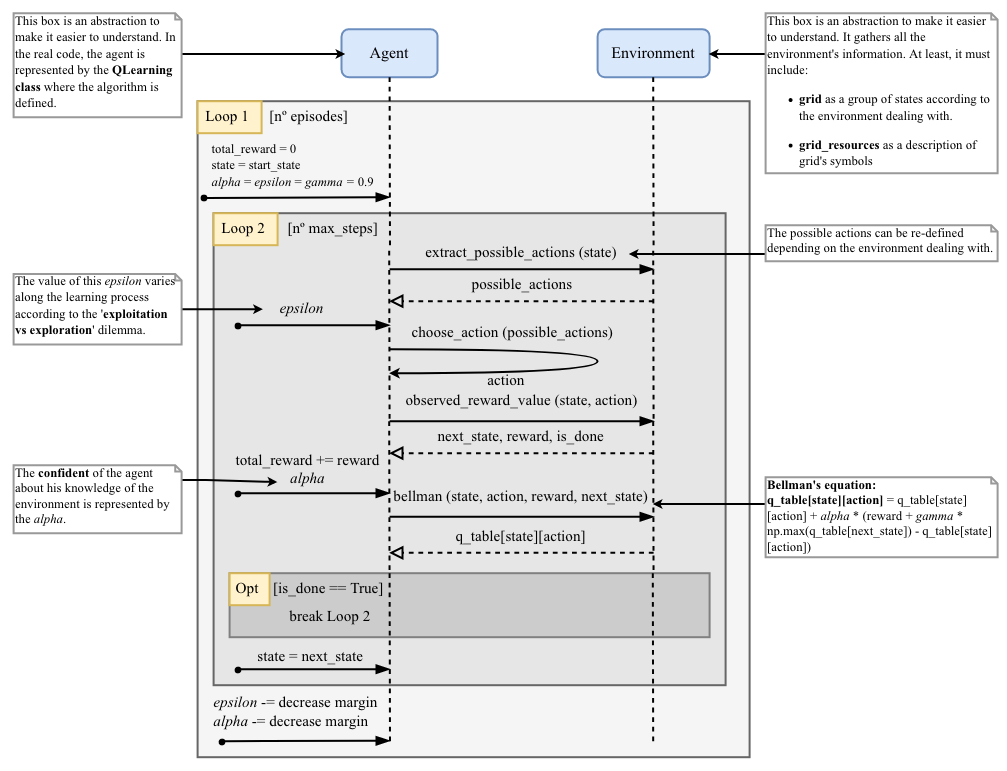 This box is an abstraction to
make it easier to understand. In
the real code, the agent is
represented by the QLearning
class where the algorithm is
defined.
Agent
Environment
This box is an abstraction to make it easier
to understand. It gathers all the
environment's information. At least, it must
include:
• grid as a group of states according to
the environment dealing with.
• grid_resources as a description of
grid's symbols
Loop 1 [nº episodes]
total_reward = 0
state = start_state
alpha = epsilon = gamma = 0.9
Loop 2 [nº max_steps]
extract_possible_actions (state)
The possible actions can be re-defined
depending on the environment dealing with.
possible_actions
The value of this epsilon varies
along the learning process
according to the 'exploitation
vs exploration' dilemma.
epsilon
choose_action (possible_actions)
action
observed_reward_value (state, action)
next_state, reward, is_done
total_reward += reward
alpha
The confident of the agent
about his knowledge of the
environment is represented by
the alpha.
bellman (state, action, reward, next_state)
Bellman's equation:
q_table[state][action] = q_table[state]
[action] + alpha * (reward + gamma *
np.max(q_table[next_state]) - q_table[state]
[action])
q_table[state][action]
Opt [is_done == True]
break Loop 2
state = next_state
epsilon -= decrease margin
alpha -= decrease margin